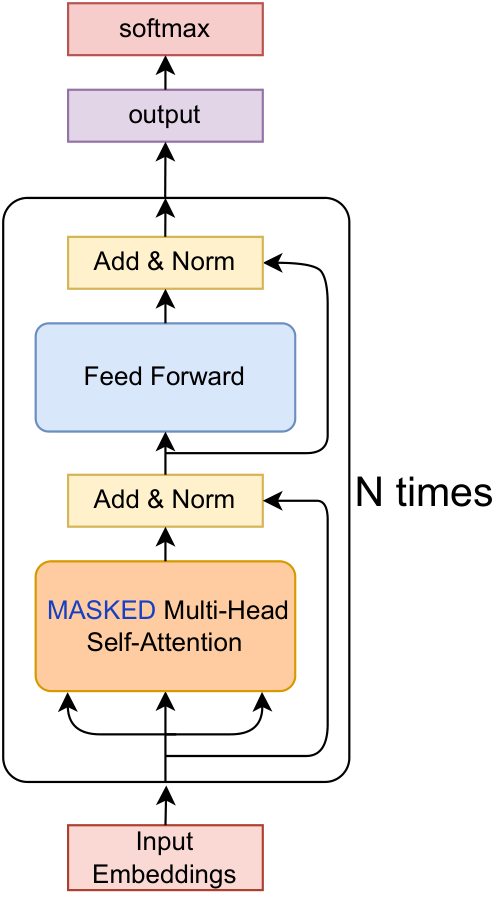 softmax
output
Add & Norm
Feed Forward
Add & Norm
N times
MASKED Multi-Head
Self-Attention
Input
Embeddings